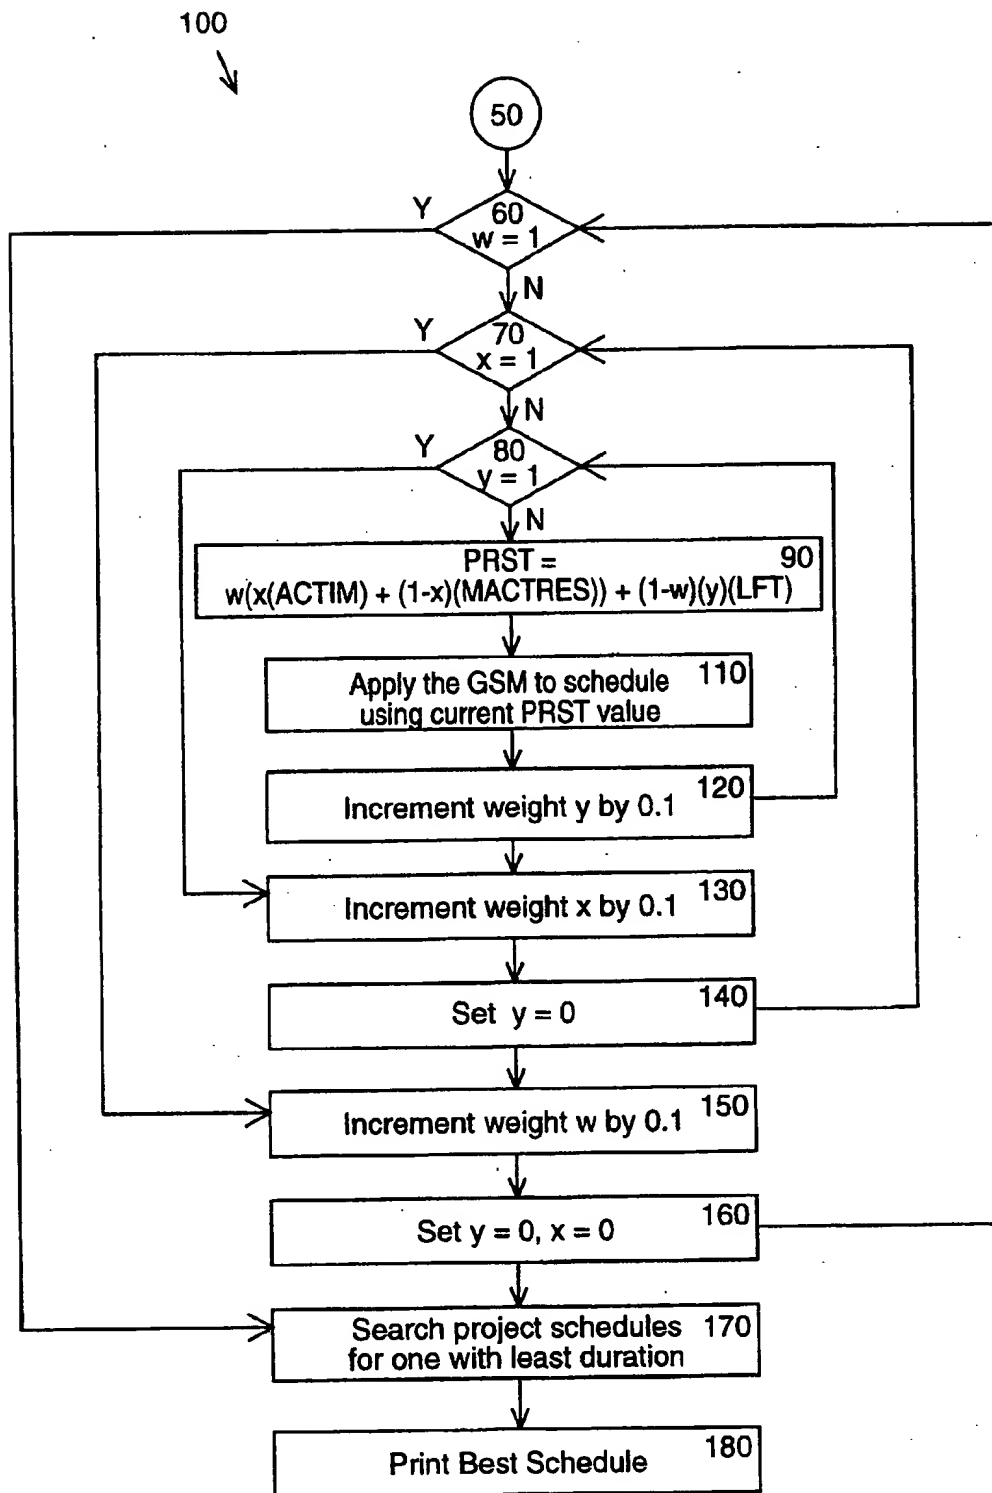 100
50
Y
60
w = 1
N
Y
70
x = 1
N
Y
80
y = 1
N
PRST = 90
w(x(ACTIM) + (1-x)(MACTRES)) + (1-w)(y)(LFT)
Apply the GSM to schedule 110
using current PRST value
Increment weight y by 0.1 120
Increment weight x by 0.1 130
Set y = 0 140
Increment weight w by 0.1 150
Set y = 0, x = 0 160
Search project schedules 170
for one with least duration
Print Best Schedule 180